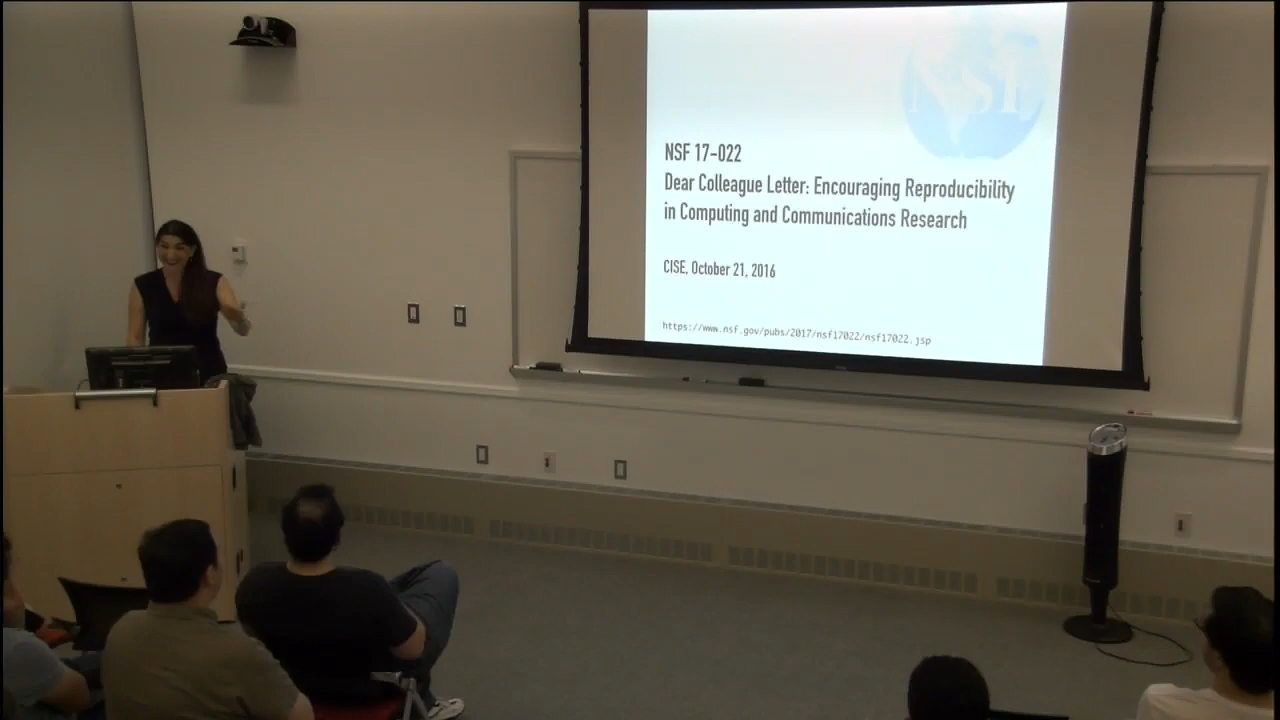 NSF
NSF 17-022
Dear Colleague Letter: Encouraging Reproducibility
in Computing and Communications Research
CISE, October 21, 2016
https://www.nsf.gov/pubs/2017/nsf17022/nsf17022.jsp